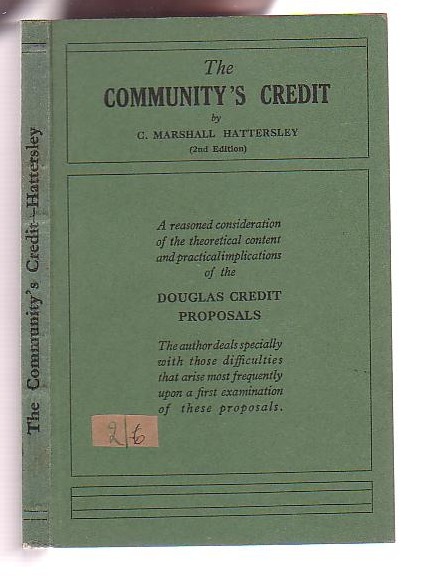 The
COMMUNITY'S CREDIT
by
C. MARSHALL HATTERSLEY
(2nd Edition)
A reasoned consideration
of the theoretical content
and practical implications
of the
DOUGLAS CREDIT
PROPOSALS
The author deals specially
with those difficulties
that arise most frequently
upon a first examination
of these proposals.
2/6
The Community's Credit—Hattersley